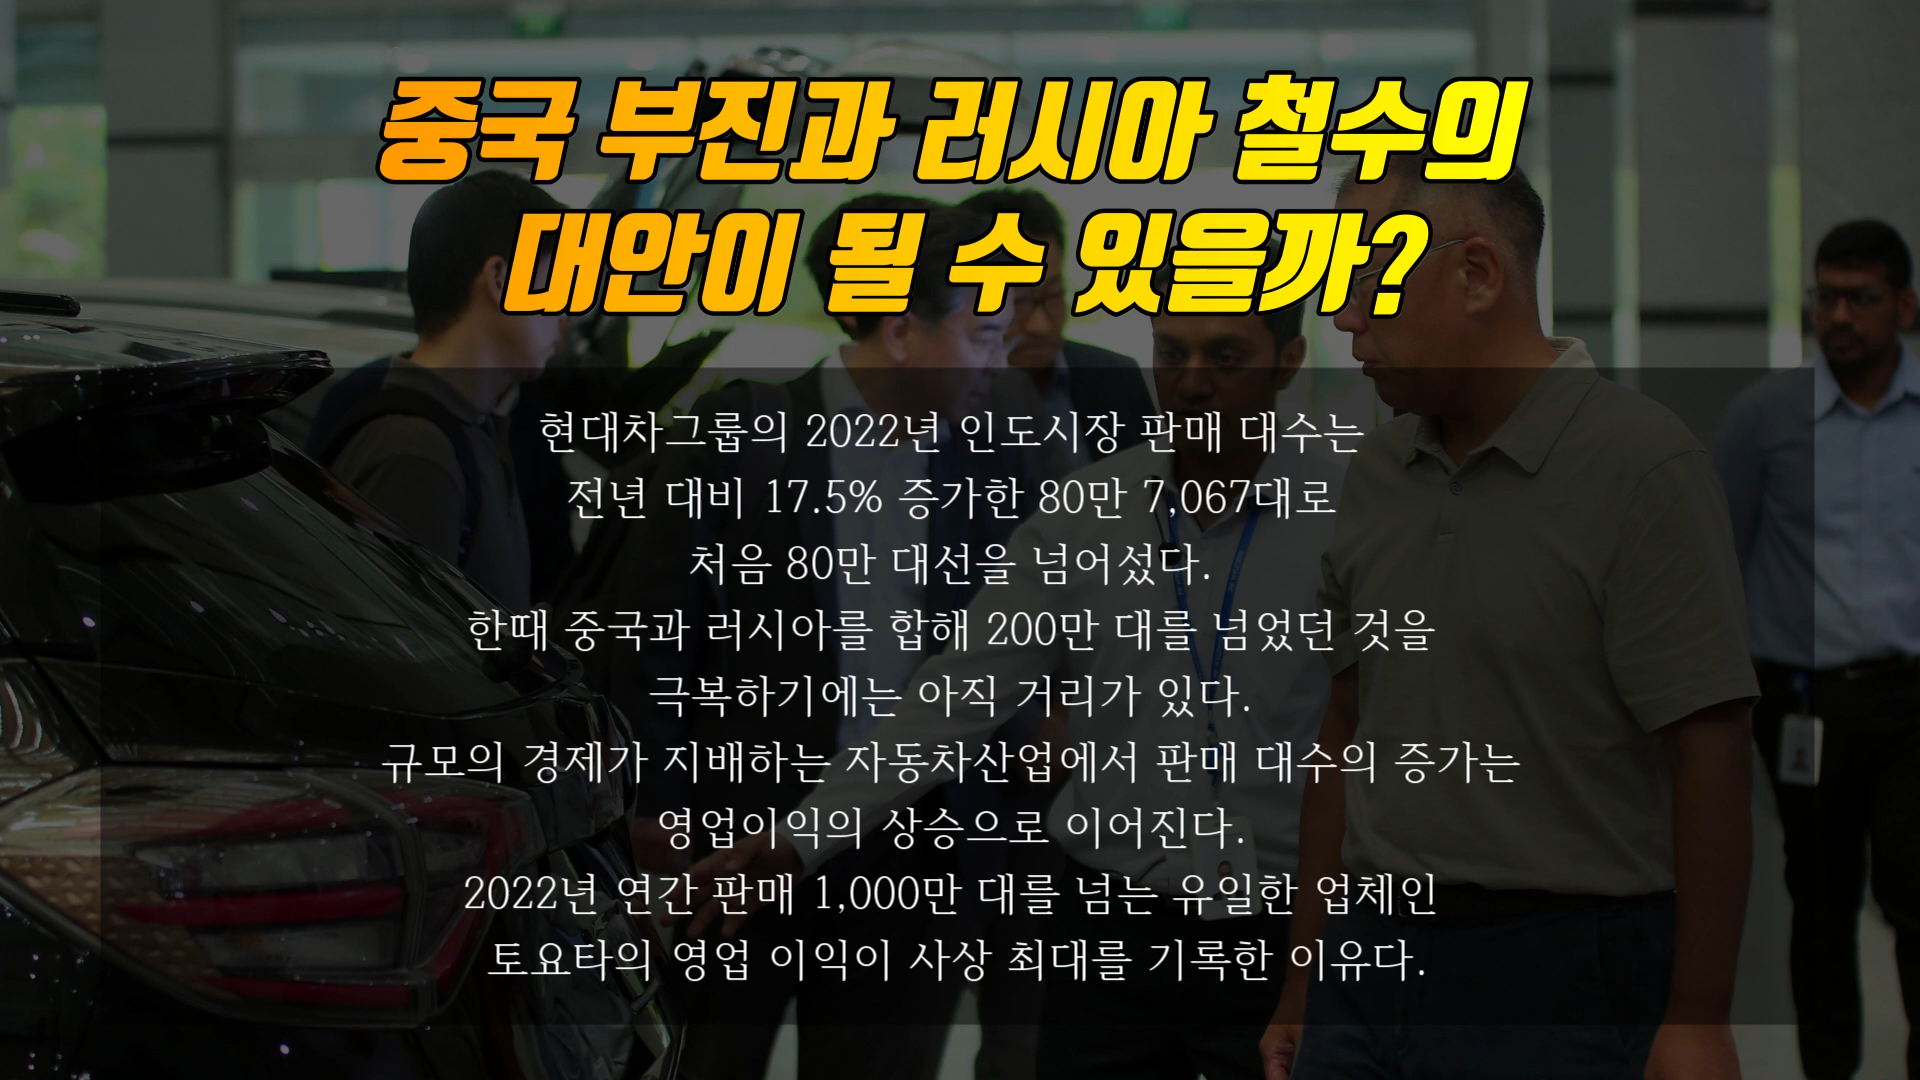 중국 부진과 러시아 철수의
대안이 될 수 있을까?
현대차그룹의 2022년 인도시장 판매 대수는
전년 대비 17.5% 증가한 80만 7,067대로
처음 80만 대선을 넘어섰다.
한때 중국과 러시아를 합해 200만 대를 넘었던 것을
극복하기에는 아직 거리가 있다.
규모의 경제가 지배하는 자동차산업에서 판매 대수의 증가는
영업이익의 상승으로 이어진다.
2022년 연간 판매 1,000만 대를 넘는 유일한 업체인
토요타의 영업 이익이 사상 최대를 기록한 이유다.